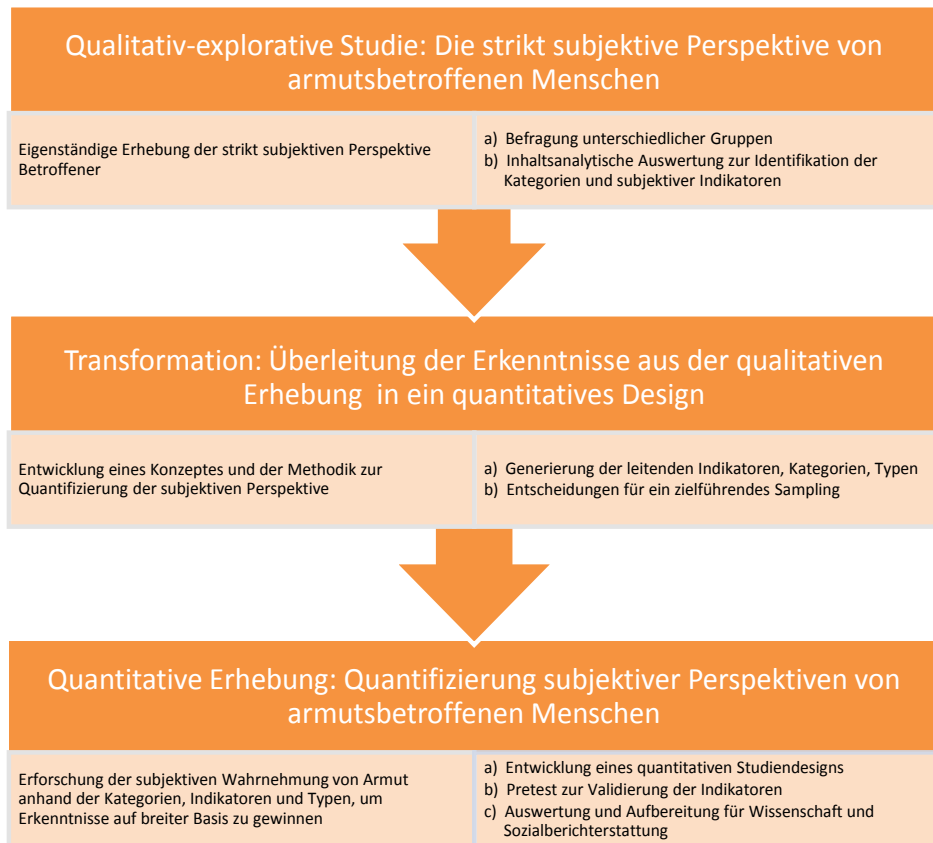 Qualitativ-explorative Studie: Die strikt subjektive Perspektive von
armutsbetroffenen Menschen
Eigenständige Erhebung der strikt subjektiven Perspektive
Betroffener
a) Befragung unterschiedlicher Gruppen
b) Inhaltsanalytische Auswertung zur Identifikation der
Kategorien und subjektiver Indikatoren
Transformation: Überleitung der Erkenntnisse aus der qualitativen
Erhebung in ein quantitatives Design
Entwicklung eines Konzeptes und der Methodik zur
Quantifizierung der subjektiven Perspektive
a) Generierung der leitenden Indikatoren, Kategorien, Typen
b) Entscheidungen für ein zielführendes Sampling
Quantitative Erhebung: Quantifizierung subjektiver Perspektiven von
armutsbetroffenen Menschen
Erforschung der subjektiven Wahrnehmung von Armut
anhand der Kategorien, Indikatoren und Typen, um
Erkenntnisse auf breiter Basis zu gewinnen
a) Entwicklung eines quantitativen Studiendesigns
b) Pretest zur Validierung der Indikatoren
c) Auswertung und Aufbereitung für Wissenschaft und
Sozialberichterstattung